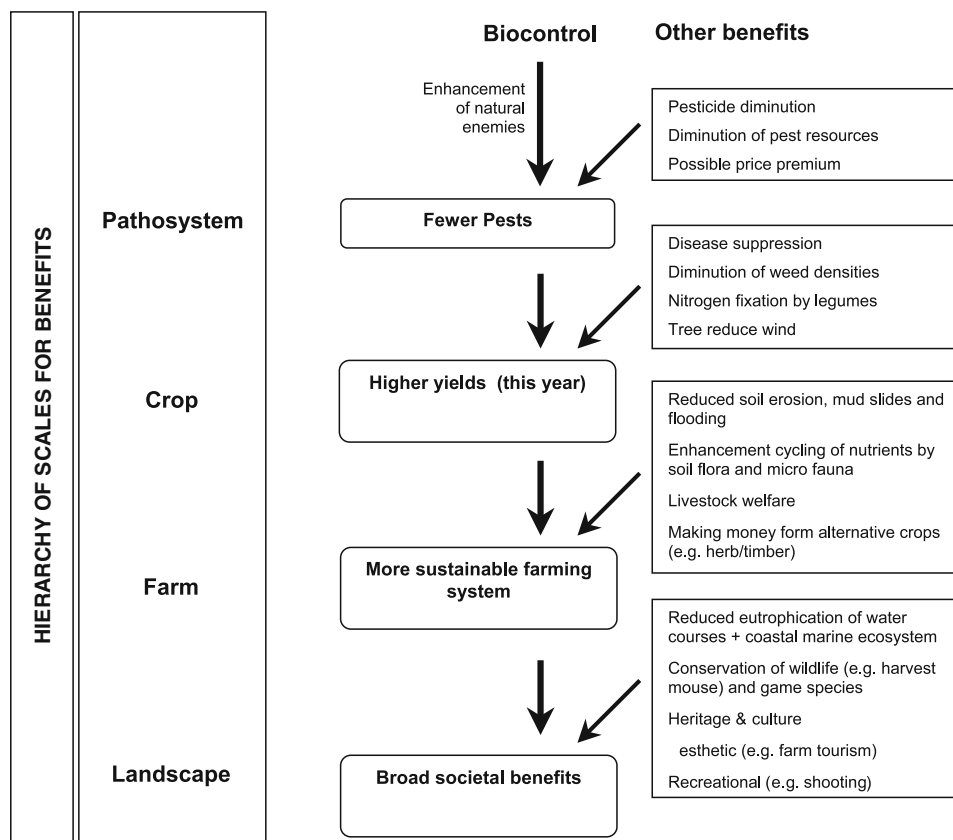 HIERARCHY OF SCALES FOR BENEFITS
Biocontrol
Other benefits
Enhancement
of natural
enemies
Pesticide diminution
Diminution of pest resources
Possible price premium
Pathosystem
Fewer Pests
Disease suppression
Diminution of weed densities
Nitrogen fixation by legumes
Tree reduce wind
Crop
Higher yields (this year)
Reduced soil erosion, mud slides and
flooding
Enhancement cycling of nutrients by
soil flora and micro fauna
Livestock welfare
Making money form alternative crops
(e.g. herb/timber)
Farm
More sustainable farming
system
Reduced eutrophication of water
courses + coastal marine ecosystem
Conservation of wildlife (e.g. harvest
mouse) and game species
Heritage & culture
esthetic (e.g. farm tourism)
Recreational (e.g. shooting)
Landscape
Broad societal benefits